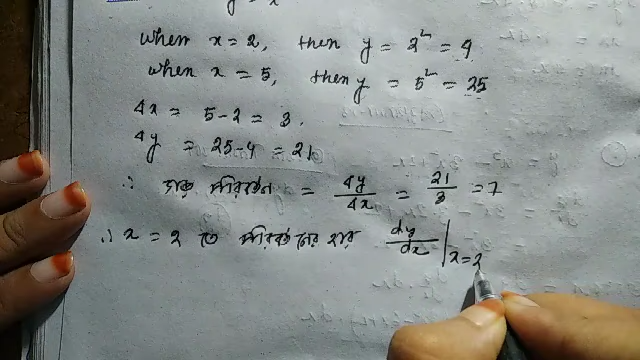 y = x
when x = 2, then y = 2² = 4
when x = 5, then y = 5² = 25
Δx = 5-2 = 3.
Δy = 25-4 = 21
∴ গড় পরিবর্তন = Δy/Δx = 21/3 = 7
∴ x = 2 তে পরিবর্তনের হার dy/dx | x=2